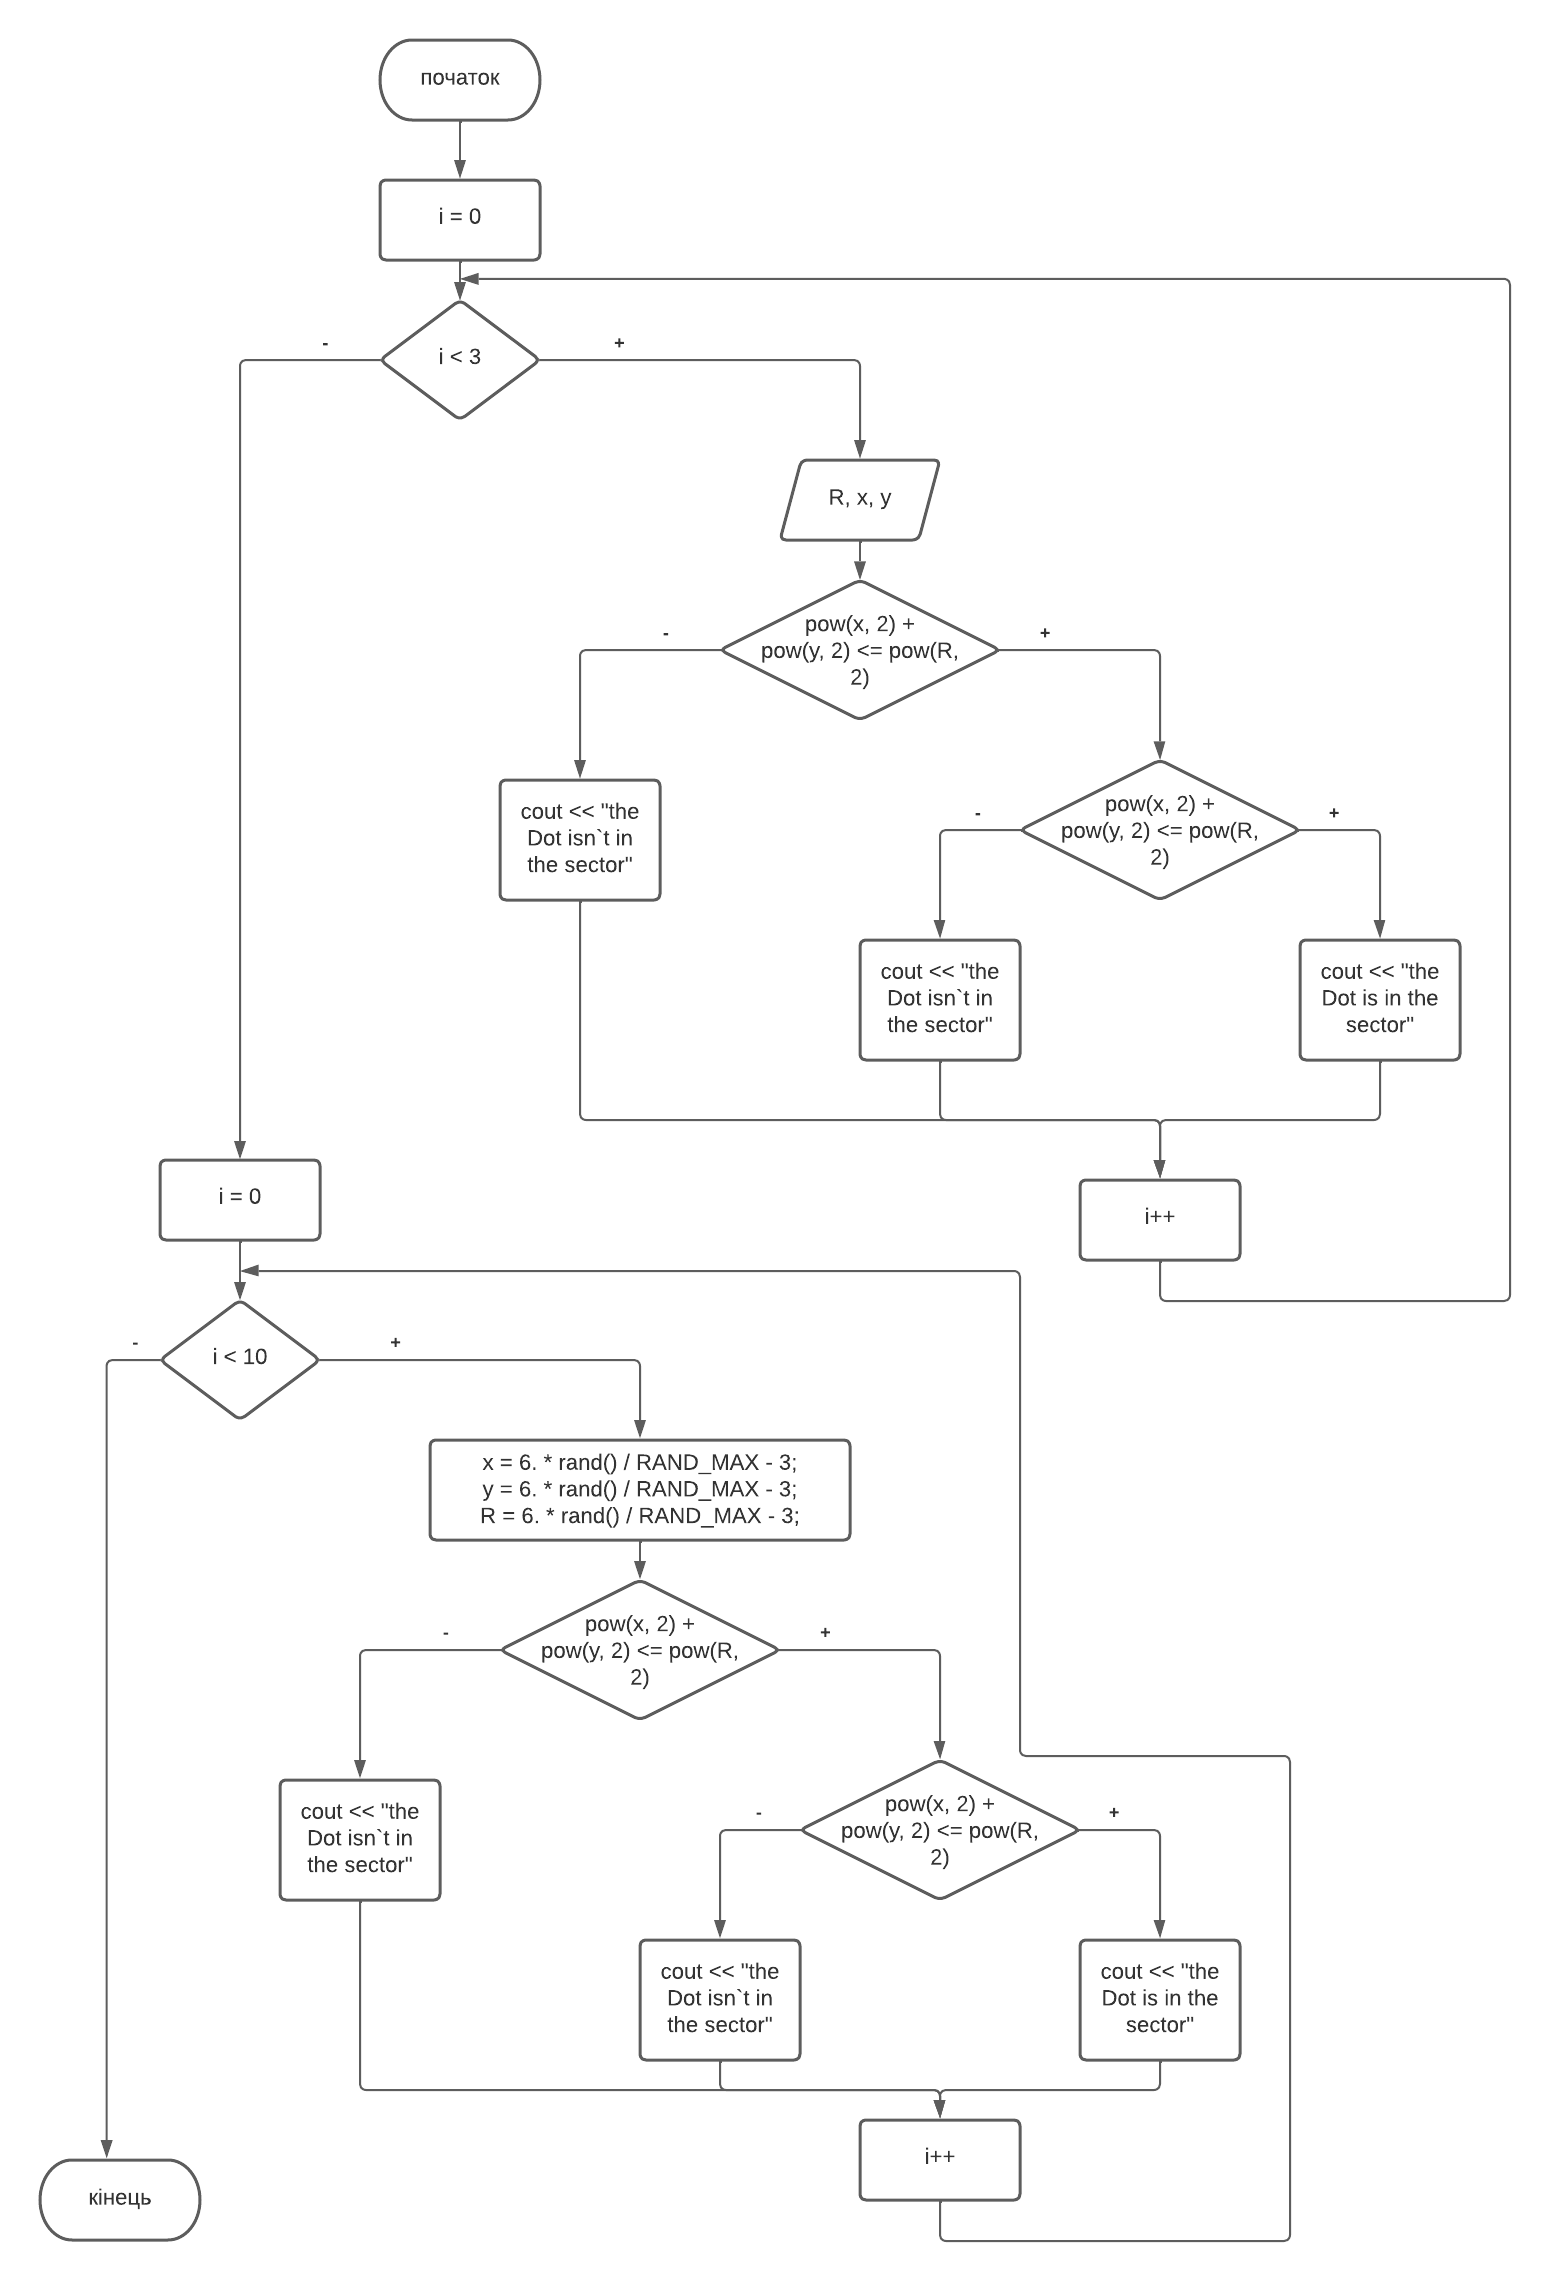 початок
i = 0
i < 3
-
+
R, x, y
pow(x, 2) +
pow(y, 2) <= pow(R,
2)
-
+
cout << "the
Dot isn`t in
the sector"
pow(x, 2) +
pow(y, 2) <= pow(R,
2)
-
+
cout << "the
Dot isn`t in
the sector"
cout << "the
Dot is in the
sector"
i++
i = 0
i < 10
-
+
x = 6. * rand() / RAND_MAX - 3;
y = 6. * rand() / RAND_MAX - 3;
R = 6. * rand() / RAND_MAX - 3;
pow(x, 2) +
pow(y, 2) <= pow(R,
2)
-
+
cout << "the
Dot isn`t in
the sector"
pow(x, 2) +
pow(y, 2) <= pow(R,
2)
-
+
cout << "the
Dot isn`t in
the sector"
cout << "the
Dot is in the
sector"
i++
кінець